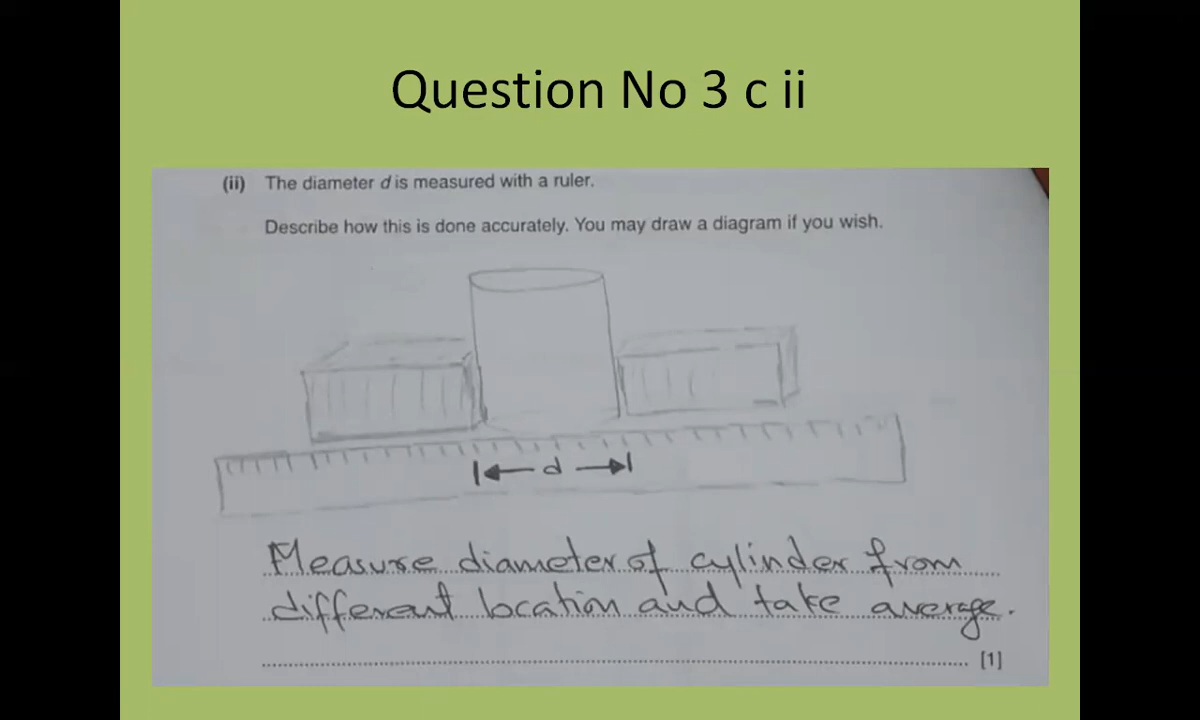 Question No 3 c ii
(ii) The diameter d is measured with a ruler.
Describe how this is done accurately. You may draw a diagram if you wish.
d
Measure diameter of cylinder from
different location and take average.
[1]